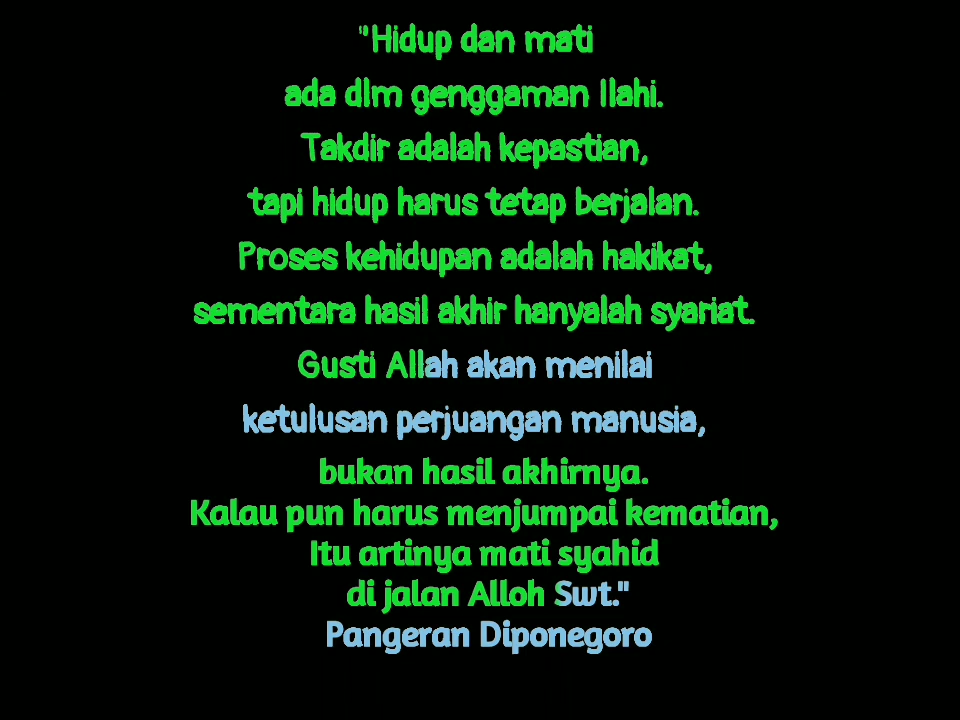 "Hidup dan mati
ada dlm genggaman Ilahi.
Takdir adalah kepastian,
tapi hidup harus tetap berjalan.
Proses kehidupan adalah hakikat,
sementara hasil akhir hanyalah syariat.
Gusti Allah akan menilai
ketulusan perjuangan manusia,
bukan hasil akhirnya.
Kalau pun harus menjumpai kematian,
Itu artinya mati syahid
di jalan Alloh Swt."
Pangeran Diponegoro